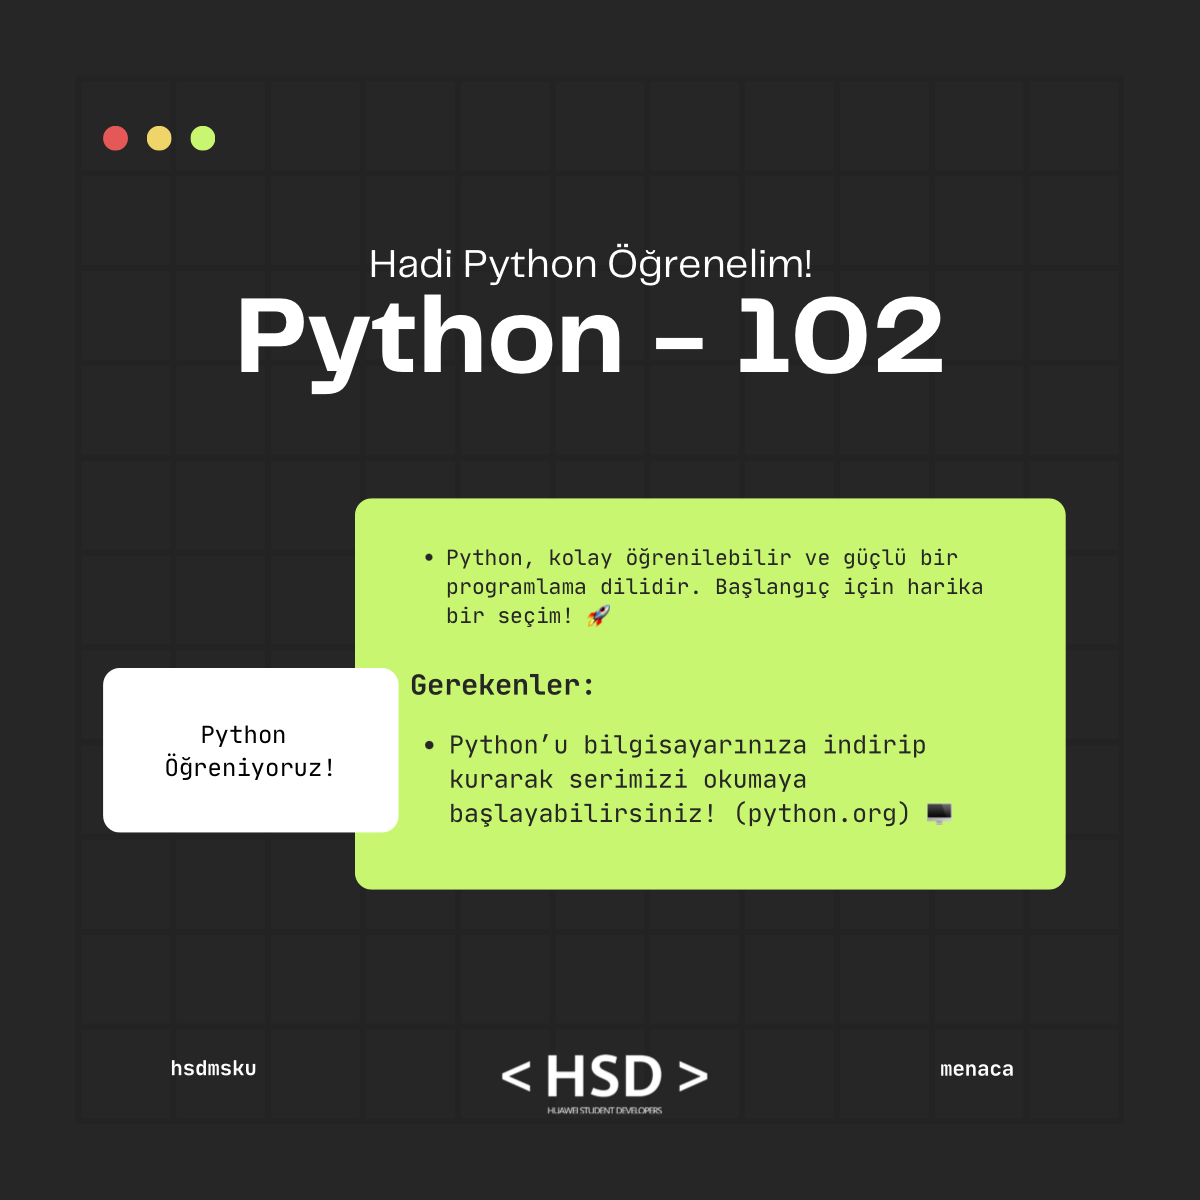 Hadi Python Öğrenelim!
Python - 102
• Python, kolay öğrenilebilir ve güçlü bir
programlama dilidir. Başlangıç için harika
bir seçim! 🚀
Gerekenler:
Python
Öğreniyoruz!
• Python’u bilgisayarınıza indirip
kurarak serimizi okumaya
başlayabilirsiniz! (python.org) 🖥️
hsdmsku
< HSD >
HUAWEI STUDENT DEVELOPERS
menaca